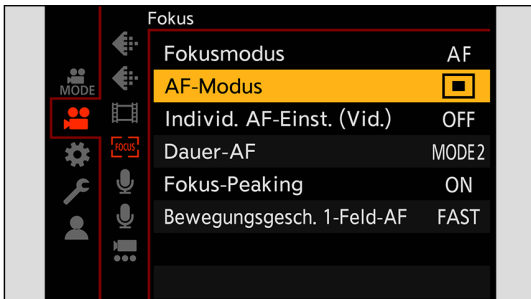 Fokus
Fokusmodus AF
MODE
AF-Modus
Individ. AF-Einst. (Vid.) OFF
FOCUS
Dauer-AF MODE2
Fokus-Peaking ON
Bewegungsgesch. 1-Feld-AF FAST